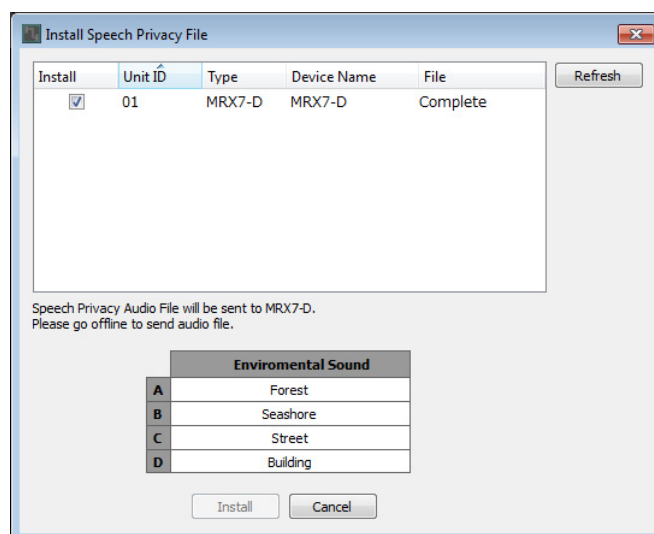 Install Speech Privacy File
Install Unit ID Type Device Name File Refresh
01 MRX7-D MRX7-D Complete
Speech Privacy Audio File will be sent to MRX7-D.
Please go offline to send audio file.
Enviromental Sound
A Forest
B Seashore
C Street
D Building
Install Cancel